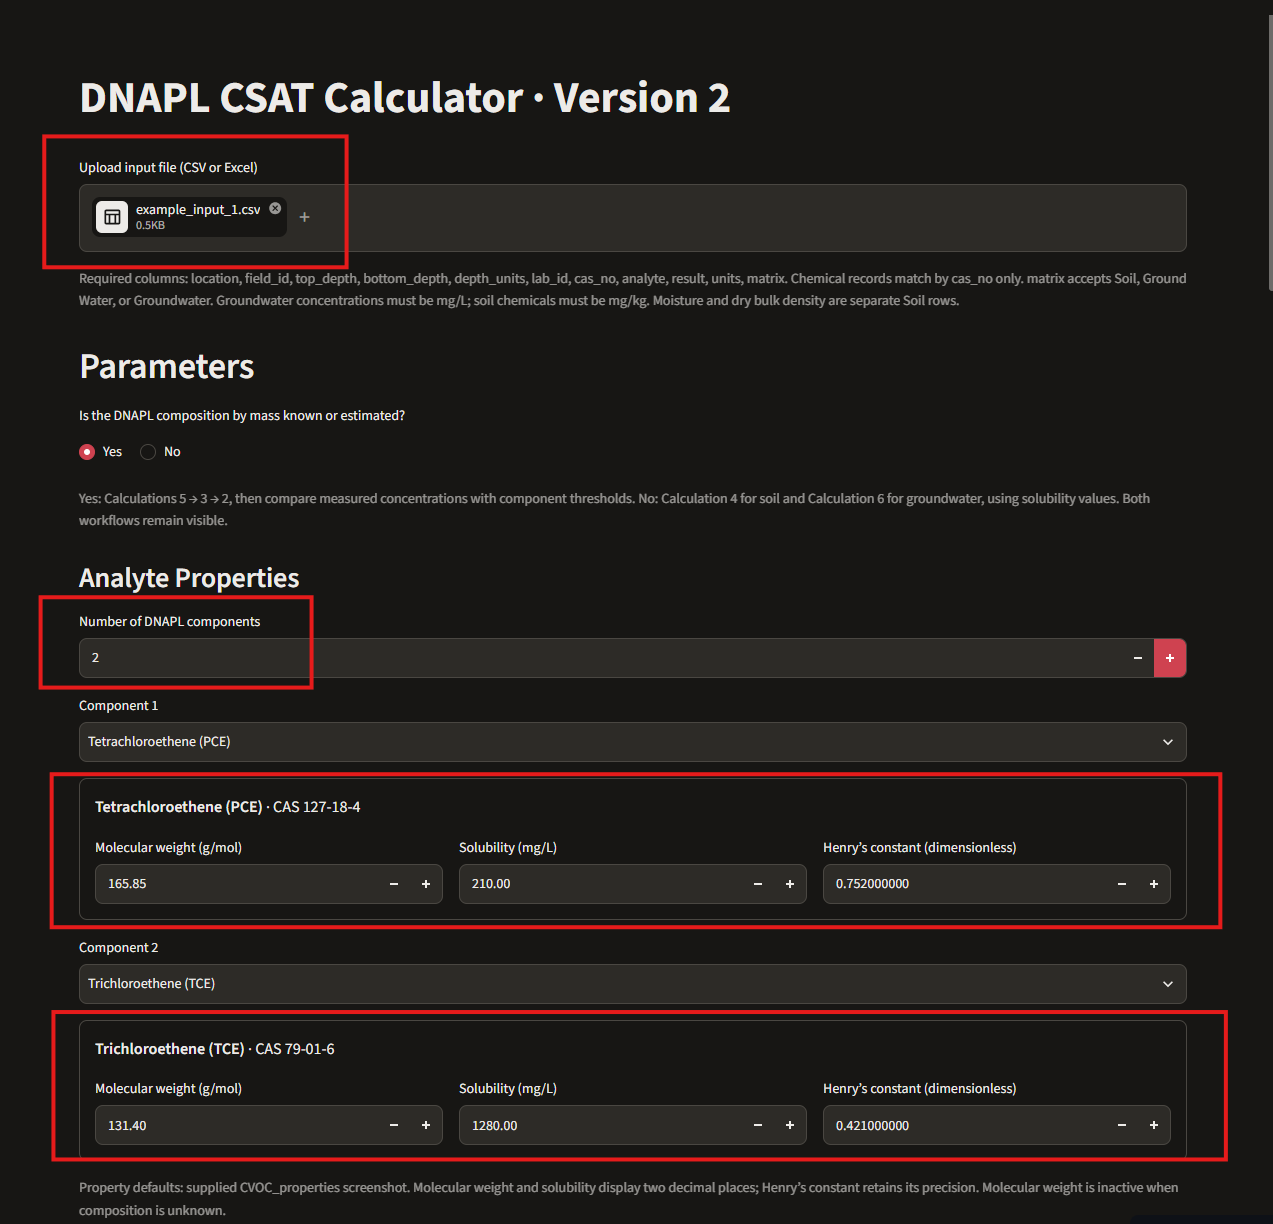 DNAPL CSAT Calculator · Version 2
Upload input file (CSV or Excel)
example_input_1.csv
0.5KB
Required columns: location, field_id, top_depth, bottom_depth, depth_units, lab_id, cas_no, analyte, result, units, matrix. Chemical records match by cas_no only. matrix accepts Soil, Ground
Water, or Groundwater. Groundwater concentrations must be mg/L; soil chemicals must be mg/kg. Moisture and dry bulk density are separate Soil rows.
Parameters
Is the DNAPL composition by mass known or estimated?
Yes No
Yes: Calculations 5 → 3 → 2, then compare measured concentrations with component thresholds. No: Calculation 4 for soil and Calculation 6 for groundwater, using solubility values. Both
workflows remain visible.
Analyte Properties
Number of DNAPL components
2
Component 1
Tetrachloroethene (PCE)
Tetrachloroethene (PCE) · CAS 127-18-4
Molecular weight (g/mol) Solubility (mg/L) Henry’s constant (dimensionless)
165.85 210.00 0.752000000
Component 2
Trichloroethene (TCE)
Trichloroethene (TCE) · CAS 79-01-6
Molecular weight (g/mol) Solubility (mg/L) Henry’s constant (dimensionless)
131.40 1280.00 0.421000000
Property defaults: supplied CVOC_properties screenshot. Molecular weight and solubility display two decimal places; Henry’s constant retains its precision. Molecular weight is inactive when
composition is unknown.